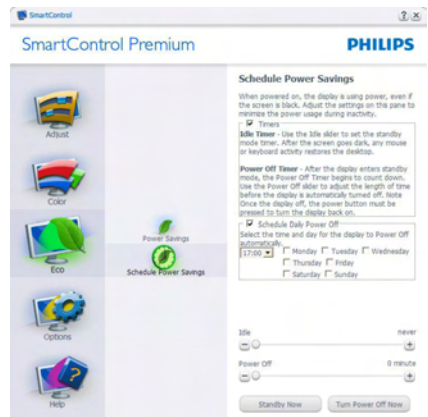 SmartControl
SmartControl Premium
PHILIPS
Adjust
Color
Eco
Options
Help
Power Savings
Schedule Power Savings
Schedule Power Savings
When powered on, the display is using power, even if
the screen is black. Adjust the settings on this pane to
minimize the power usage during inactivity.
Timers
Idle Timer - Use the Idle slider to set the standby
mode timer. After the screen goes dark, any mouse
or keyboard activity restores the desktop.
Power Off Timer - After the display enters standby
mode, the Power Off Timer begins to count down.
Use the Power Off slider to adjust the length of time
before the display is automatically turned off. Note
Once the display off, the power button must be
pressed to turn the display back on.
Schedule Daily Power Off
Select the time and day for the display to Power Off
automatically.
17:00 Monday Tuesday Wednesday
Thursday Friday
Saturday Sunday
Idle never
Power Off 0 minute
Standby Now Turn Power Off Now